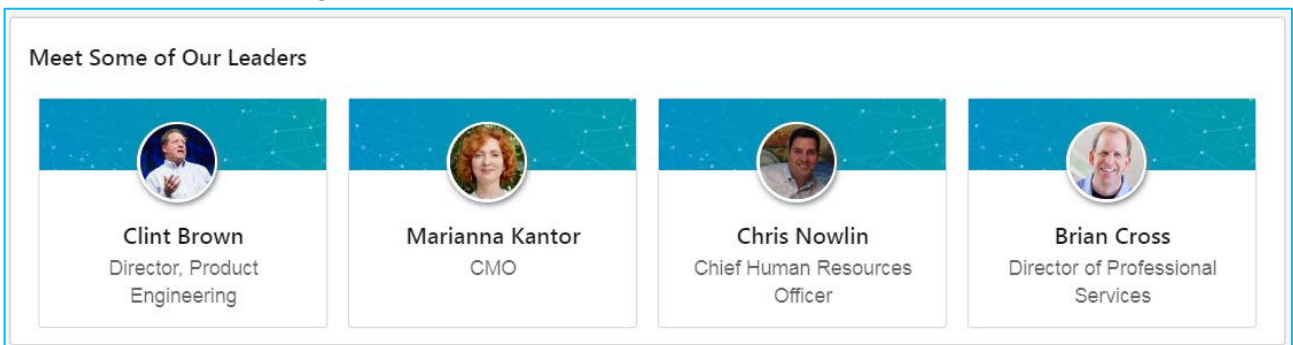 Meet Some of Our Leaders
Clint Brown
Director, Product
Engineering
Marianna Kantor
CMO
Chris Nowlin
Chief Human Resources
Officer
Brian Cross
Director of Professional
Services